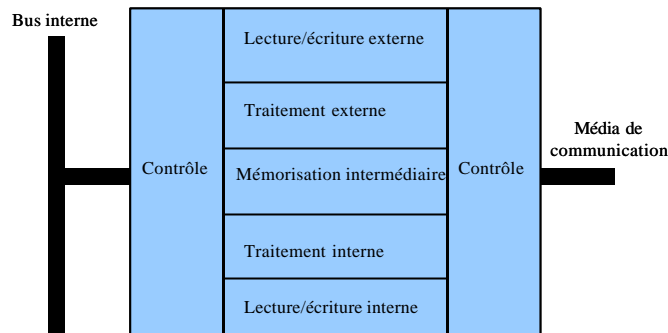 Bus interne
Lecture/écriture externe
Traitement externe
Média de
communication
Contrôle
Mémorisation intermédiaire
Contrôle
Traitement interne
Lecture/écriture interne